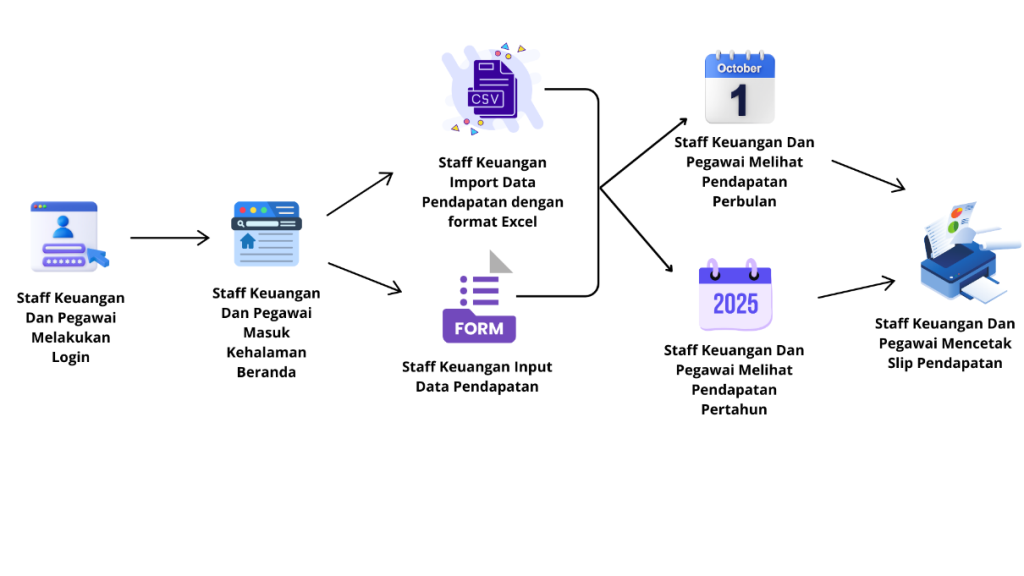 Staff Keuangan
Dan Pegawai
Melakukan
Login
Staff Keuangan
Dan Pegawai
Masuk
Kehalaman
Beranda
CSV
Staff Keuangan
Import Data
Pendapatan dengan
format Excel
FORM
Staff Keuangan Input
Data Pendapatan
October
1
Staff Keuangan Dan
Pegawai Melihat
Pendapatan
Perbulan
2025
Staff Keuangan Dan
Pegawai Melihat
Pendapatan
Pertahun
Staff Keuangan Dan
Pegawai Mencetak
Slip Pendapatan